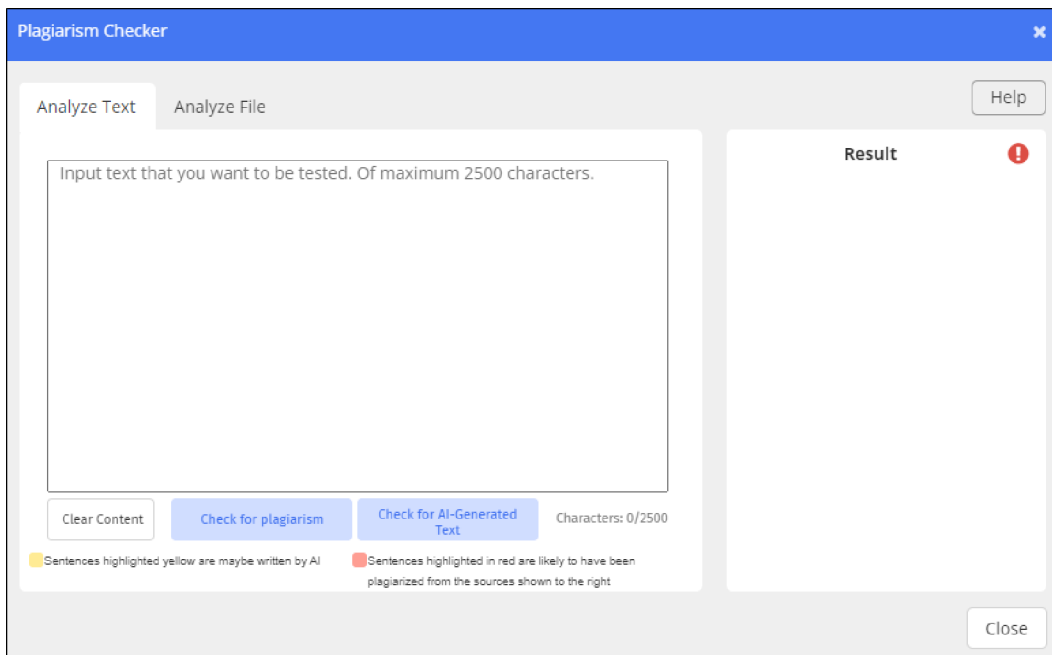 Plagiarism Checker
Analyze Text
Analyze File
Help
Input text that you want to be tested. Of maximum 2500 characters.
Result
Clear Content
Check for plagiarism
Check for AI-Generated
Text
Characters: 0/2500
Sentences highlighted yellow are maybe written by AI
Sentences highlighted in red are likely to have been
plagiarized from the sources shown to the right
Close